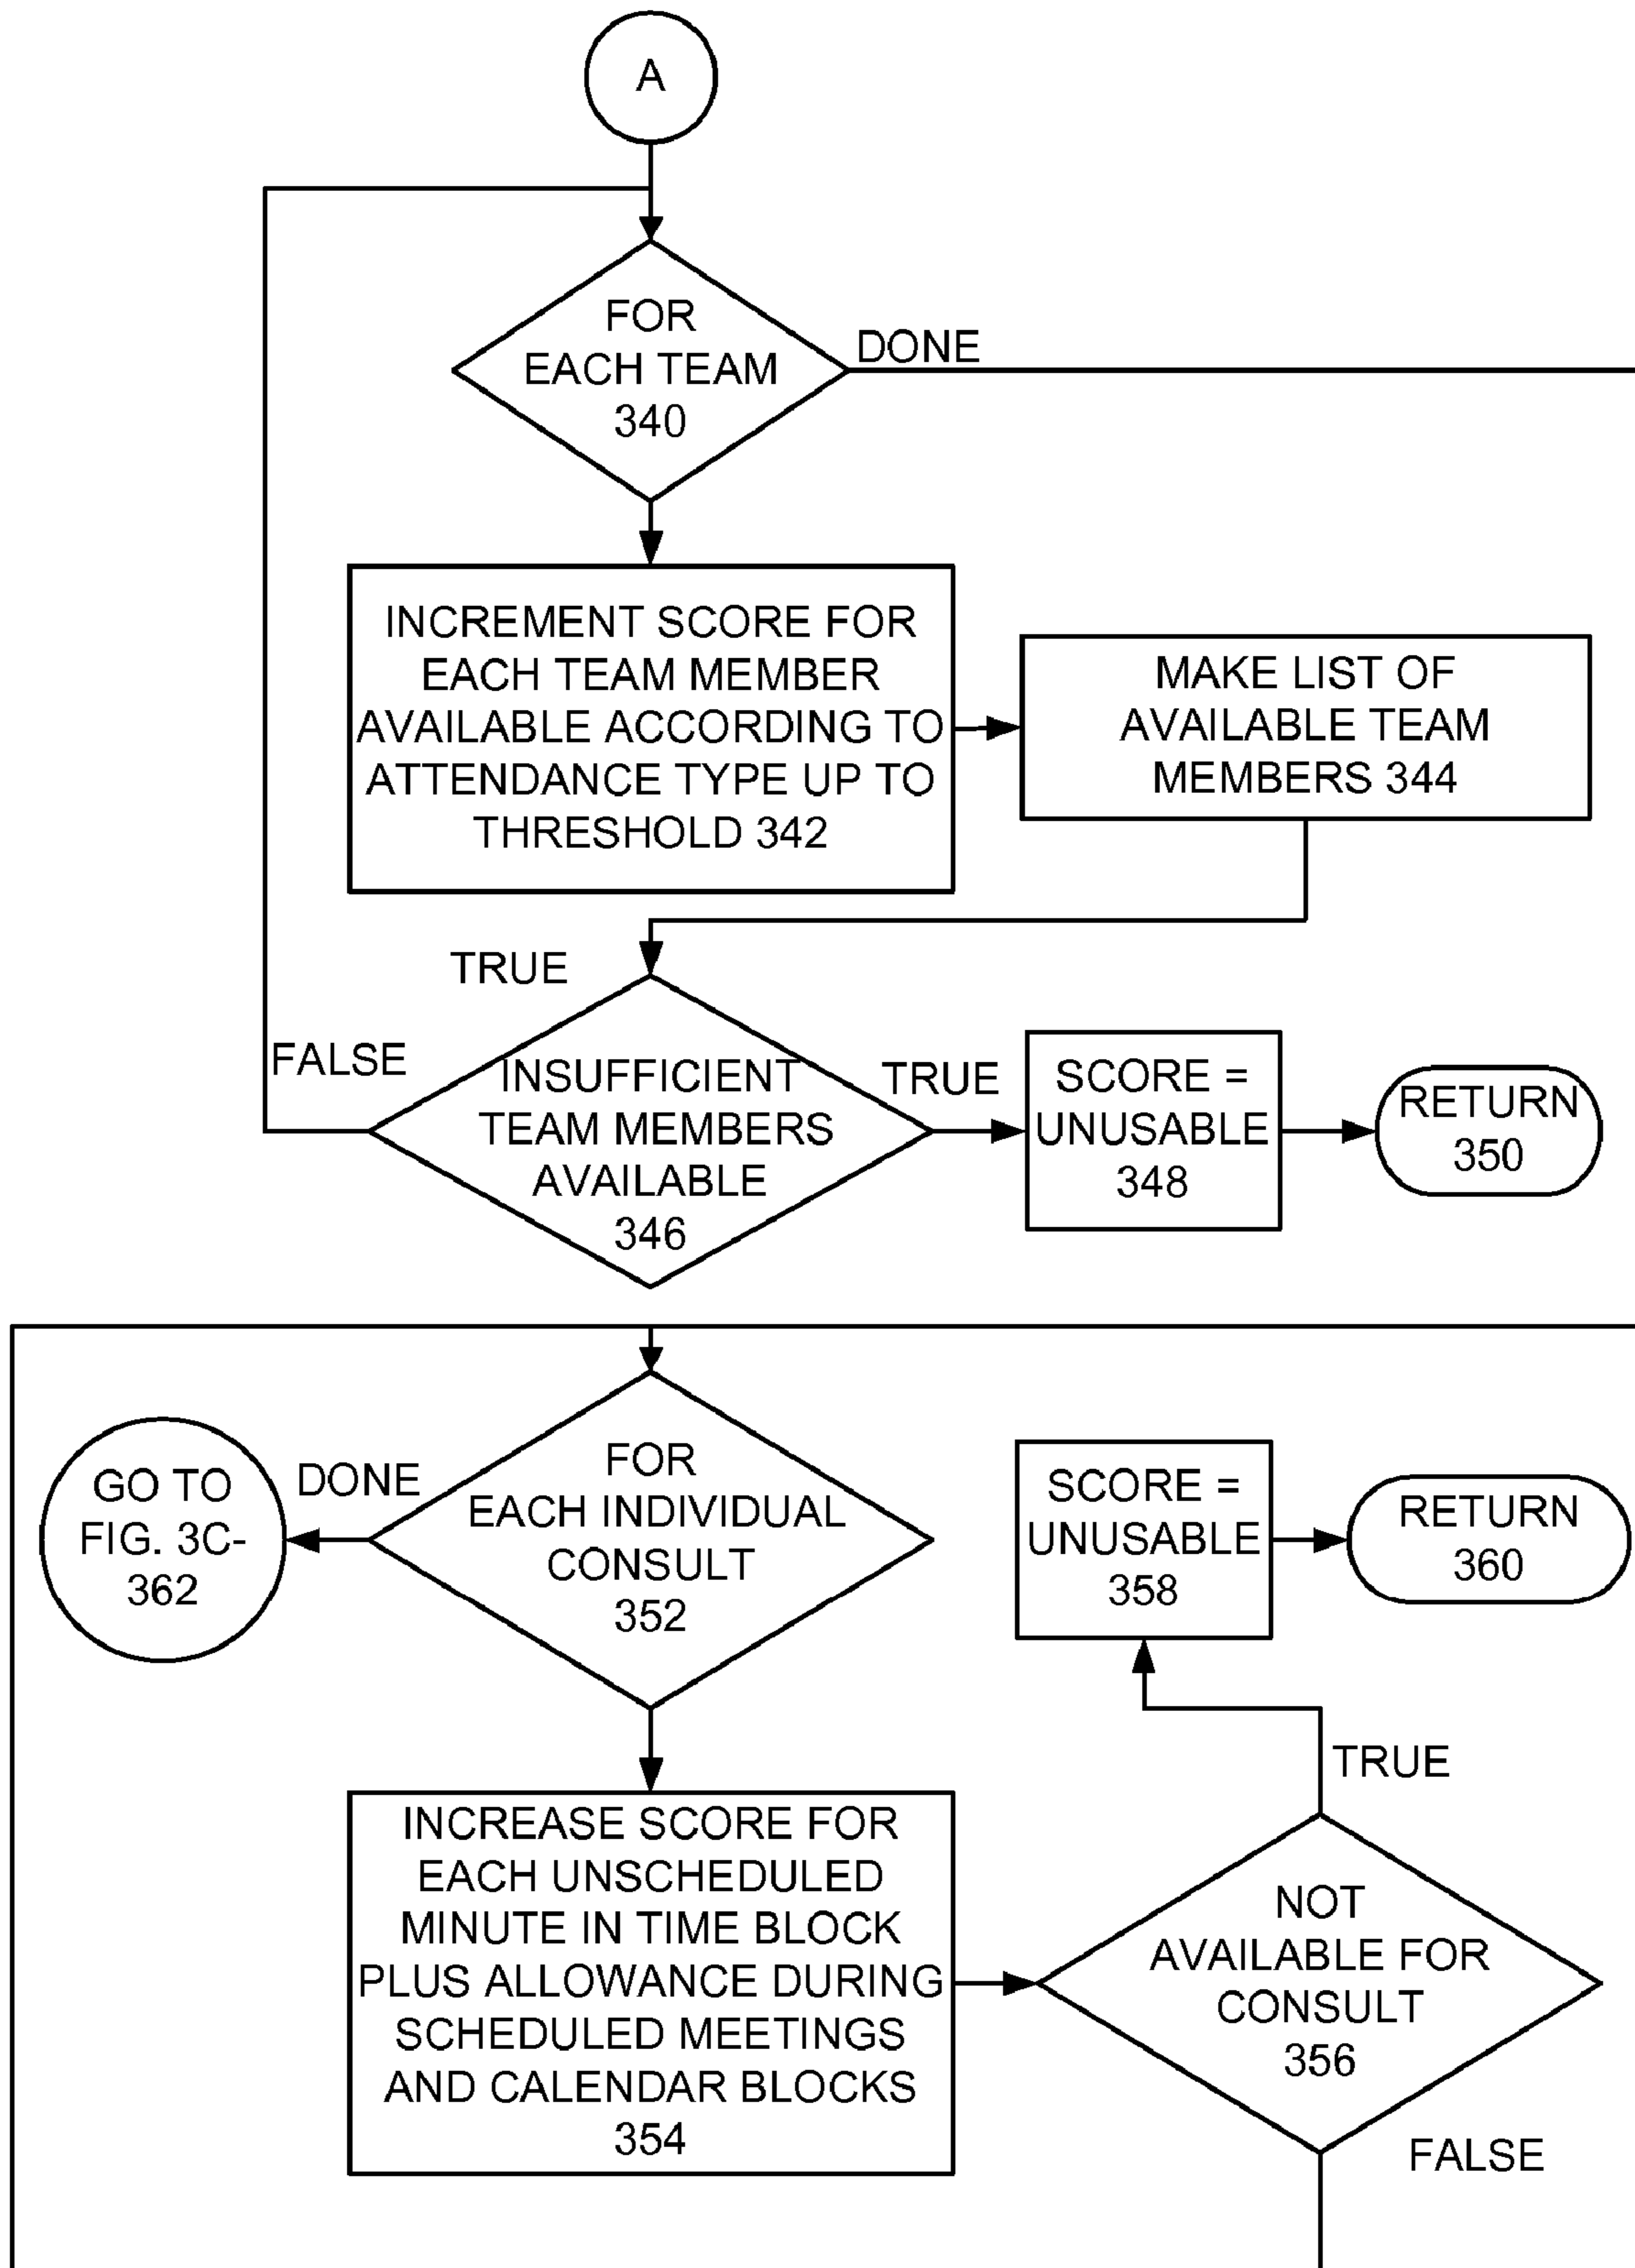 A
FOR
EACH TEAM
340
DONE
INCREMENT SCORE FOR
EACH TEAM MEMBER
AVAILABLE ACCORDING TO
ATTENDANCE TYPE UP TO
THRESHOLD 342
MAKE LIST OF
AVAILABLE TEAM
MEMBERS 344
TRUE
FALSE
INSUFFICIENT
TEAM MEMBERS
AVAILABLE
346
TRUE
SCORE =
UNUSABLE
348
RETURN
350
GO TO
FIG. 3C-
362
DONE
FOR
EACH INDIVIDUAL
CONSULT
352
SCORE =
UNUSABLE
358
RETURN
360
TRUE
INCREASE SCORE FOR
EACH UNSCHEDULED
MINUTE IN TIME BLOCK
PLUS ALLOWANCE DURING
SCHEDULED MEETINGS
AND CALENDAR BLOCKS
354
NOT
AVAILABLE FOR
CONSULT
356
FALSE